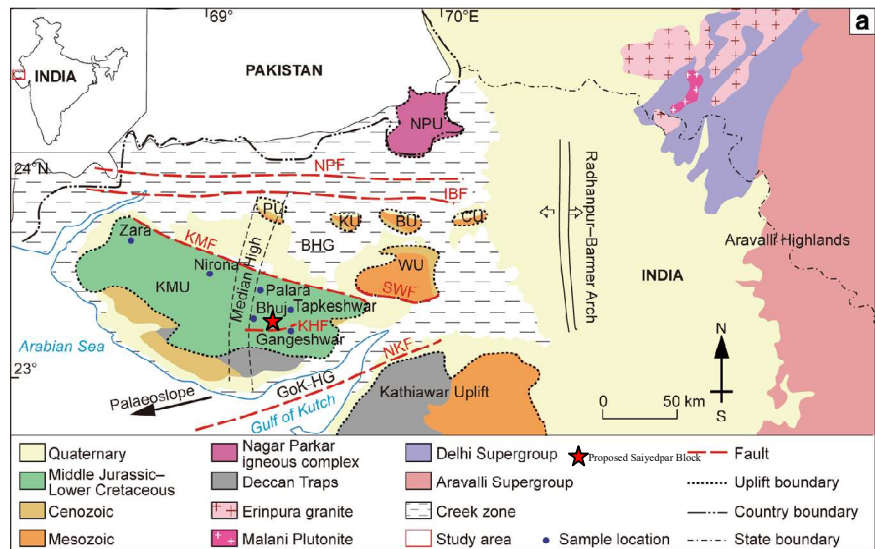 69°
70°E
a
INDIA
PAKISTAN
NPU
24°N
NPF
IBF
PU
KU
BU
CU
Zara
KMF
BHG
Nirona
WU
KMU
Median High
Palara
SWF
Bhuj
Tapkeshwar
KHF
Gangeshwar
Arabian Sea
NKF
23°
GoK-HG
Kathiawar Uplift
Palaeoslope
Gulf of Kutch
Radhanpur–Barmer Arch
Aravalli Highlands
INDIA
N
S
0 50 km
Quaternary
Middle Jurassic–
Lower Cretaceous
Cenozoic
Mesozoic
Nagar Parkar
igneous complex
Deccan Traps
Erinpura granite
Malani Plutonite
Delhi Supergroup
Aravalli Supergroup
Creek zone
Study area
Sample location
Proposed Saiyedpar Block
Fault
Uplift boundary
Country boundary
State boundary